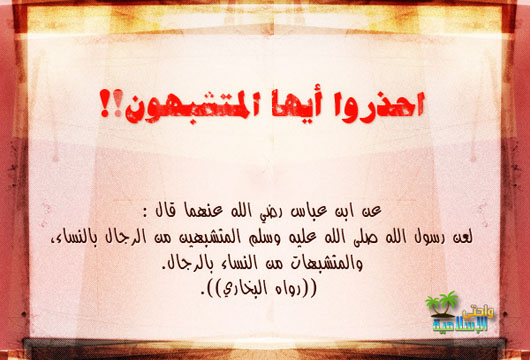 احذروا أيها المتشبهون!!
عن ابن عباس رضي الله عنهما قال :
لعن رسول الله صلى الله عليه وسلم المتشبهين من الرجال بالنساء،
والمتشبهات من النساء بالرجال.
((رواه البخاري)).
واحتي
الإسلامية